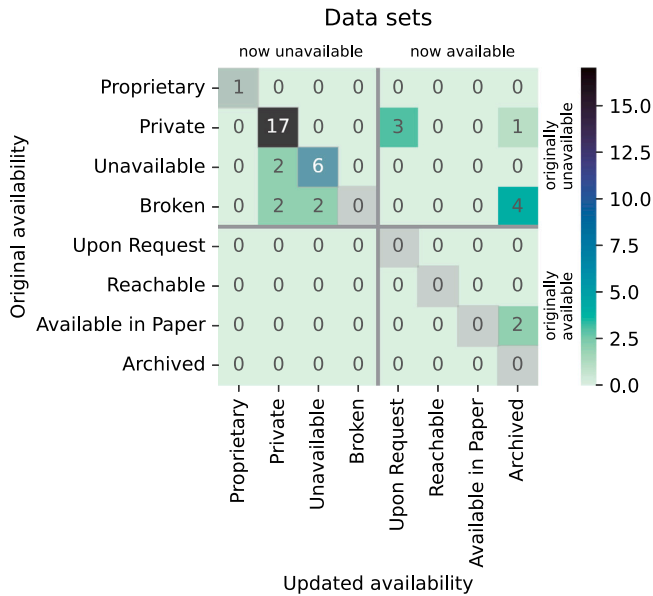 Data sets
now unavailable now available
Proprietary 1 0 0 0 0 0 0 0
Private 0 17 0 0 3 0 0 1
Unavailable 0 2 6 0 0 0 0 0
Broken 0 2 2 0 0 0 0 4
Upon Request 0 0 0 0 0 0 0 0
Reachable 0 0 0 0 0 0 0 0
Available in Paper 0 0 0 0 0 0 0 2
Archived 0 0 0 0 0 0 0 0
Original availability
originally
unavailable
originally
available
15.0
12.5
10.0
7.5
5.0
2.5
0.0
Proprietary
Private
Unavailable
Broken
Upon Request
Reachable
Available in Paper
Archived
Updated availability